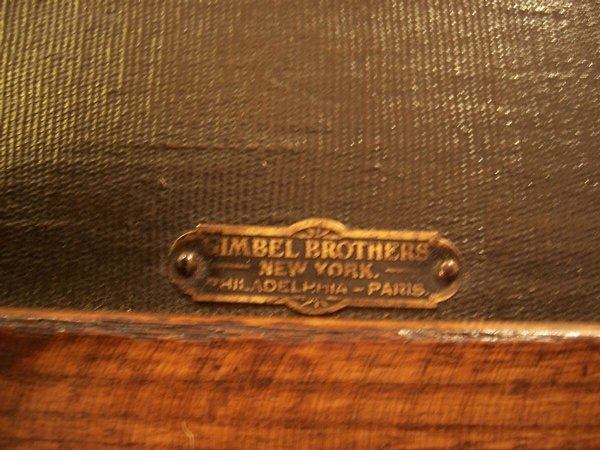 GIMBEL BROTHERS
- NEW YORK. -
PHILADELPHIA - PARIS.